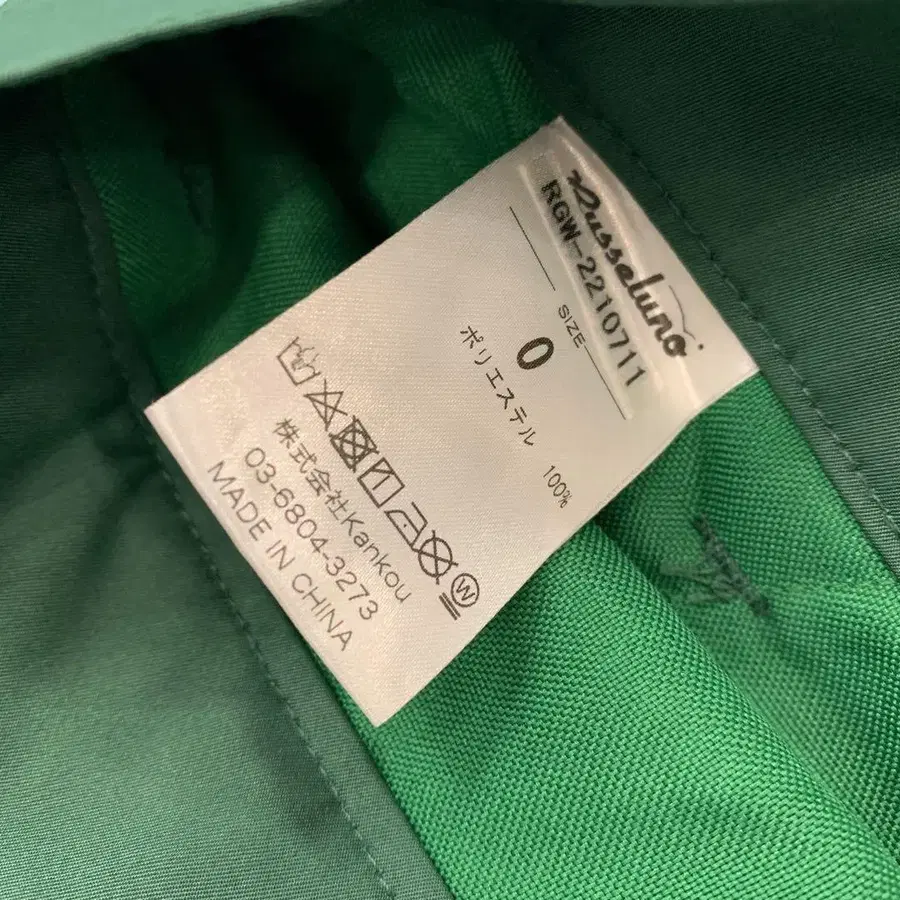 Russeluno
RGW-2210711
SIZE
0
ポリエステル 100%
W
株式会社Kankou
03-6804-3273
MADE IN CHINA